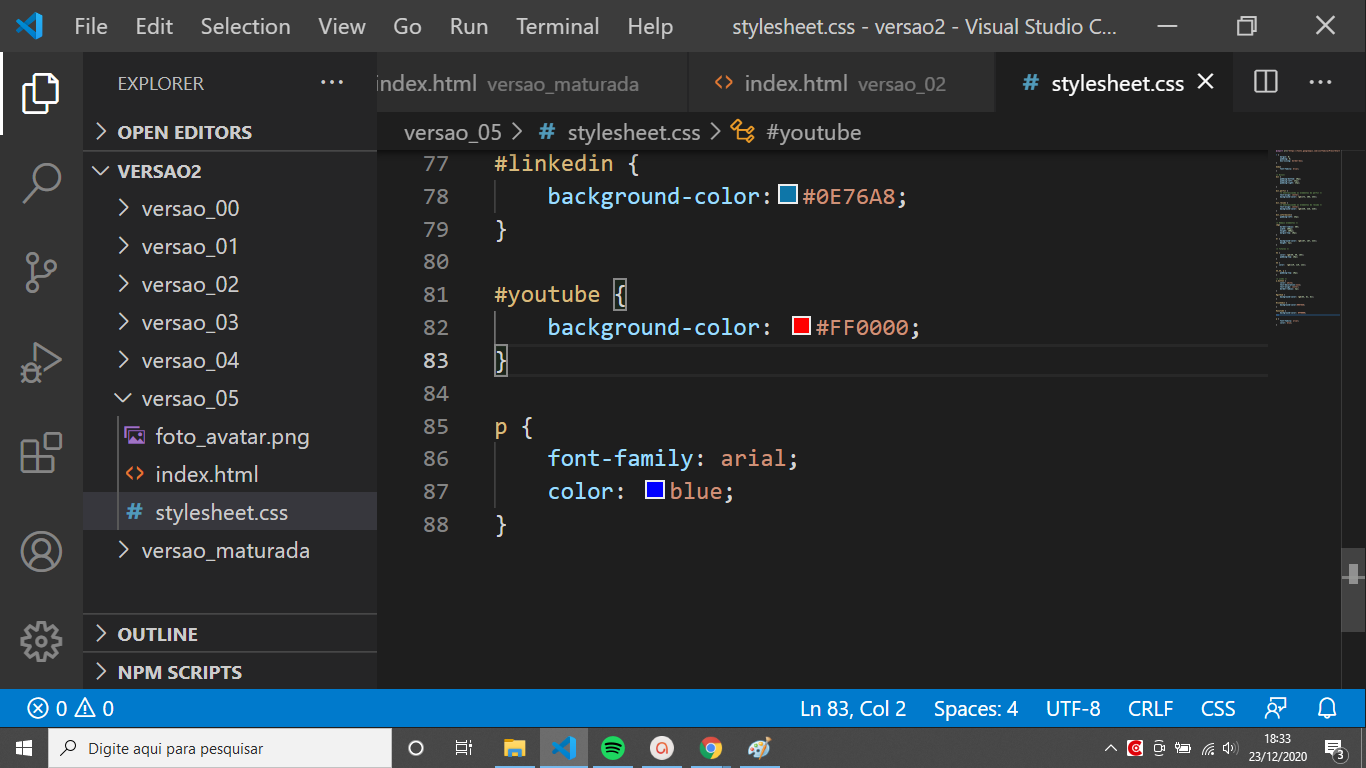 File Edit Selection View Go Run Terminal Help stylesheet.css - versao2 - Visual Studio C...
EXPLORER ...
index.html versao_maturada <> index.html versao_02 # stylesheet.css ...
OPEN EDITORS
versao_05 > # stylesheet.css > #youtube
VERSAO2
versao_00
versao_01
versao_02
versao_03
versao_04
versao_05
foto_avatar.png
<> index.html
# stylesheet.css
versao_maturada
OUTLINE
NPM SCRIPTS
77 #linkedin {
78 background-color: #0E76A8;
79 }
80
81 #youtube {
82 background-color: #FF0000;
83 }
84
85 p {
86 font-family: arial;
87 color: blue;
88 }
0 0 Ln 83, Col 2 Spaces: 4 UTF-8 CRLF CSS
Digite aqui para pesquisar
18:33
23/12/2020
3